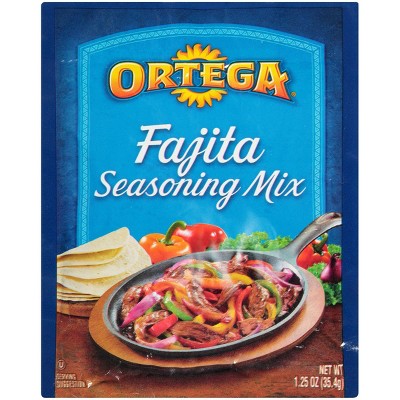 ORTEGA®
Fajita
Seasoning Mix
U
SERVING
SUGGESTION
NET WT
1.25 OZ (35.4g)